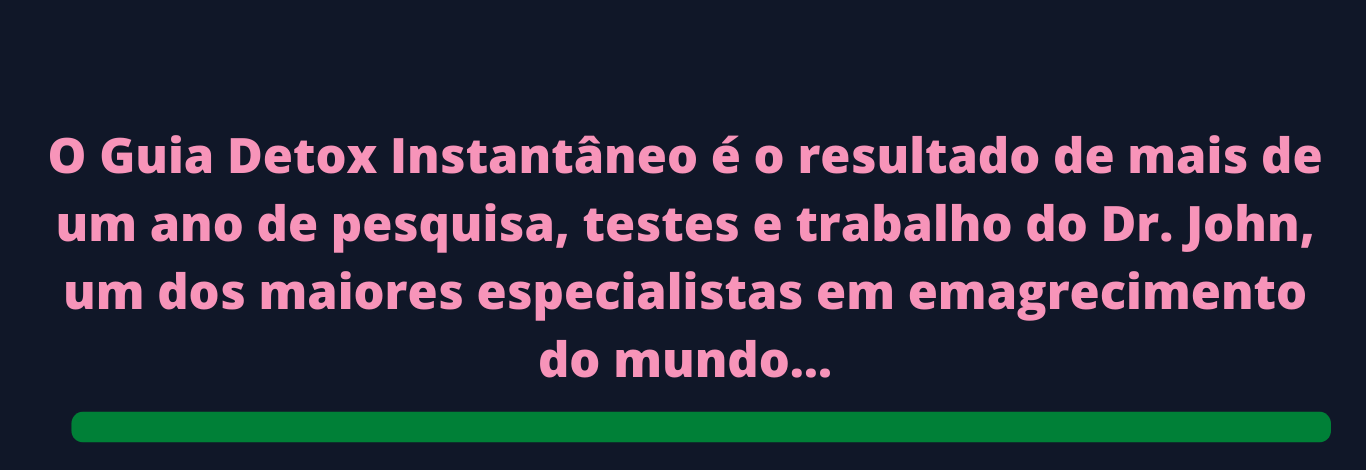 O Guia Detox Instantâneo é o resultado de mais de
um ano de pesquisa, testes e trabalho do Dr. John,
um dos maiores especialistas em emagrecimento
do mundo...